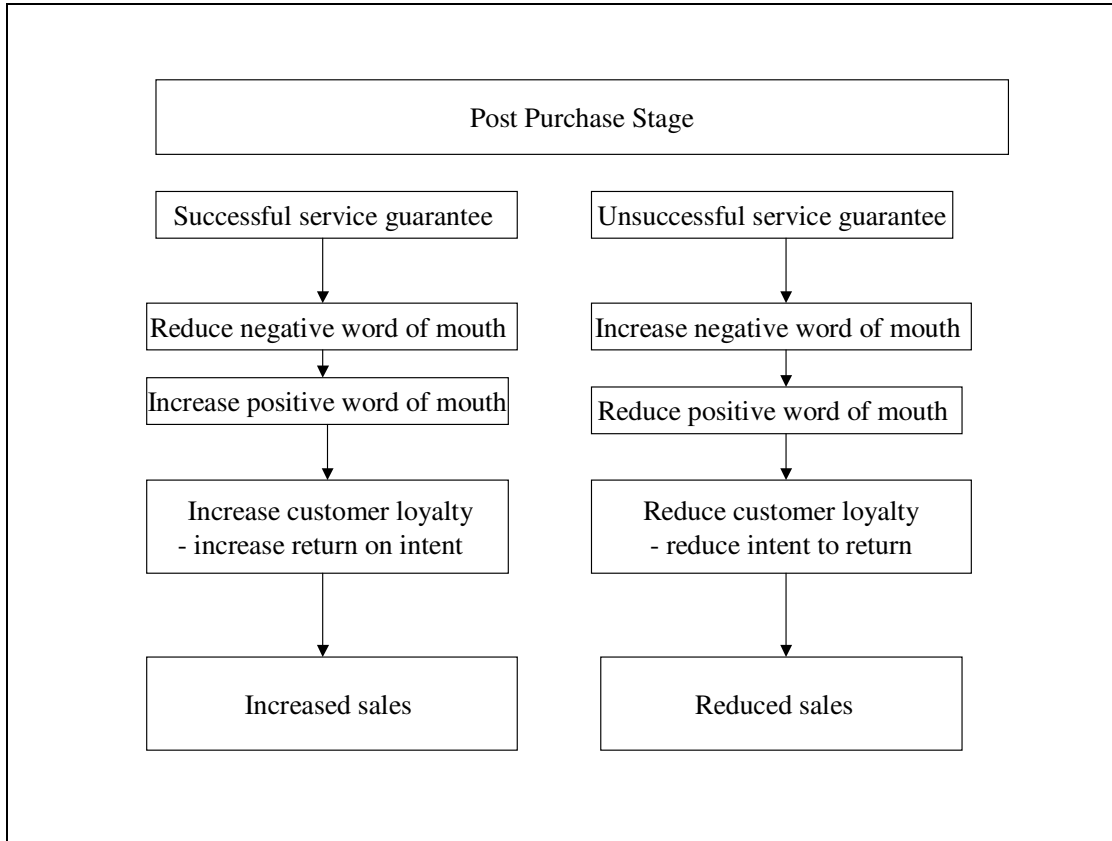 Post Purchase Stage
Successful service guarantee
Reduce negative word of mouth
Increase positive word of mouth
Increase customer loyalty
- increase return on intent
Increased sales
Unsuccessful service guarantee
Increase negative word of mouth
Reduce positive word of mouth
Reduce customer loyalty
- reduce intent to return
Reduced sales